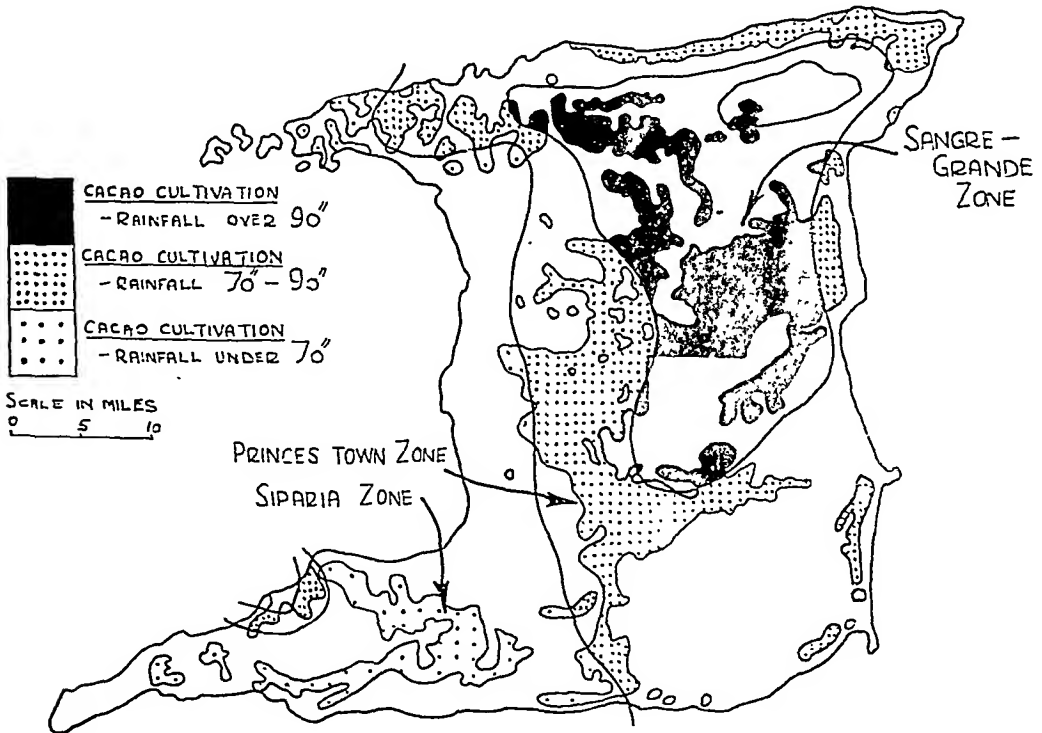 SANGRE-
GRANDE
ZONE
CACAO CULTIVATION
- RAINFALL OVER 90"
CACAO CULTIVATION
- RAINFALL 70" - 90"
CACAO CULTIVATION
- RAINFALL UNDER 70"
SCALE IN MILES
0 5 10
PRINCES TOWN ZONE
SIPARIA ZONE